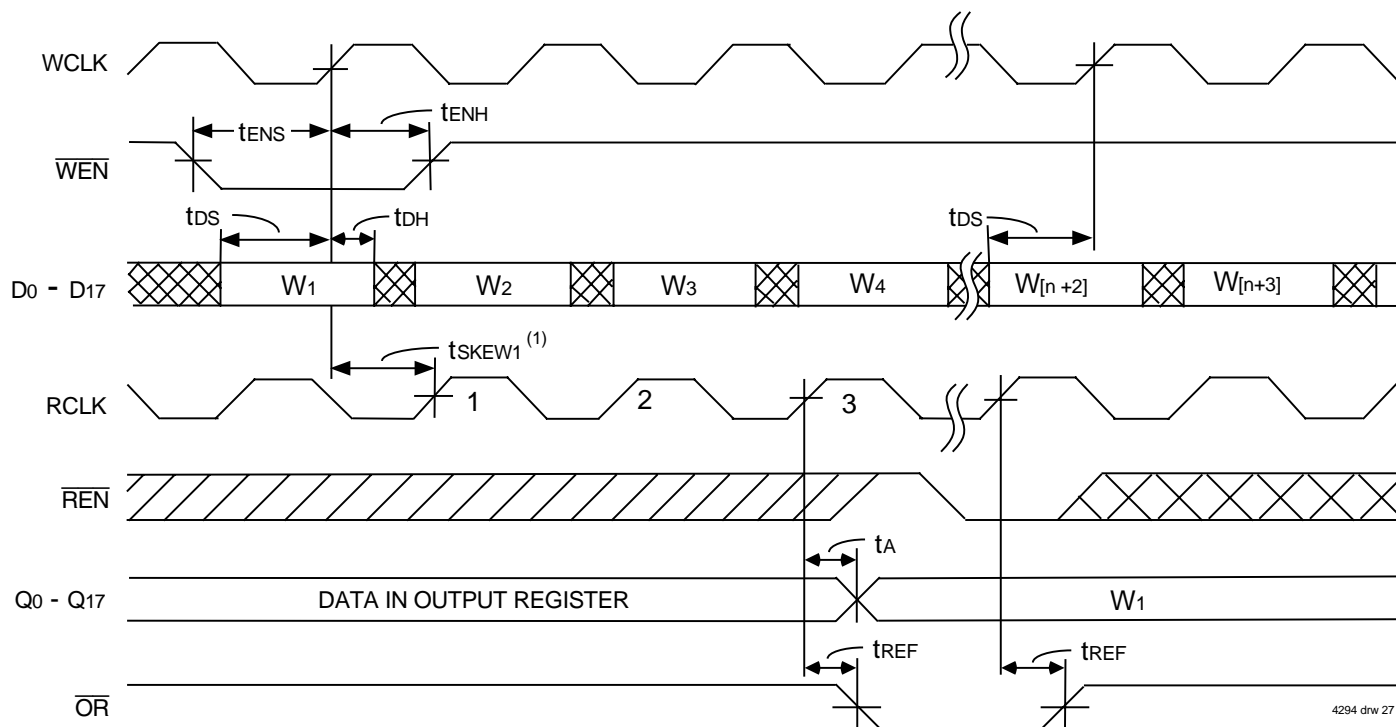 WCLK
tENS
tENH
WEN
tDS
tDH
tDS
D0 - D17
W1
W2
W3
W4
W[n +2]
W[n+3]
tSKEW1 (1)
RCLK
1
2
3
REN
tA
Q0 - Q17
DATA IN OUTPUT REGISTER
W1
tREF
tREF
OR
4294 drw 27